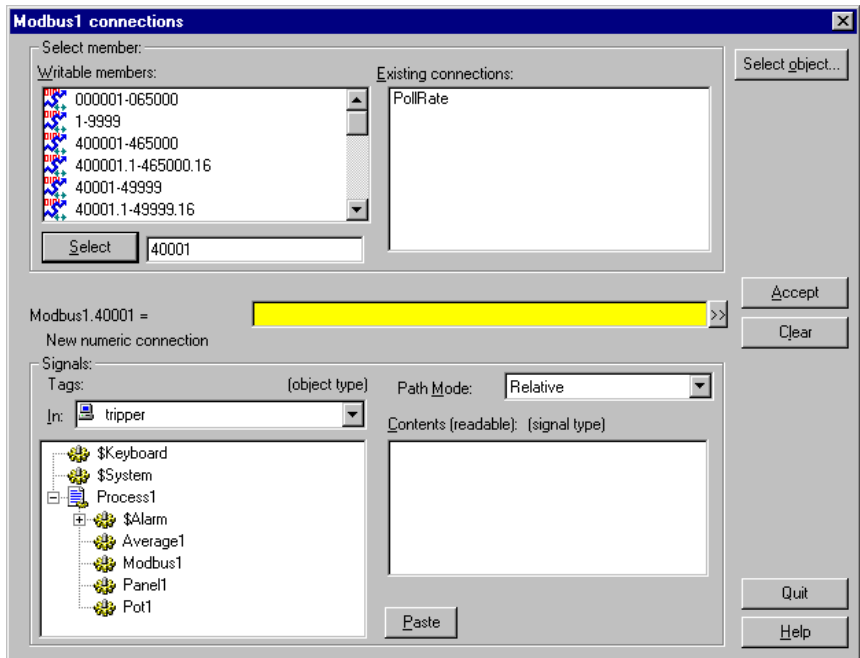 Modbus1 connections
Select member:
Writable members:
000001-065000
1-9999
400001-465000
400001.1-465000.16
40001-49999
40001.1-49999.16
Select
40001
Existing connections:
PollRate
Select object...
Modbus1.40001 =
>>
New numeric connection
Accept
Clear
Signals:
Tags: (object type)
In: tripper
$Keyboard
$System
Process1
$Alarm
Average1
Modbus1
Panel1
Pot1
Path Mode: Relative
Contents (readable): (signal type)
Paste
Quit
Help